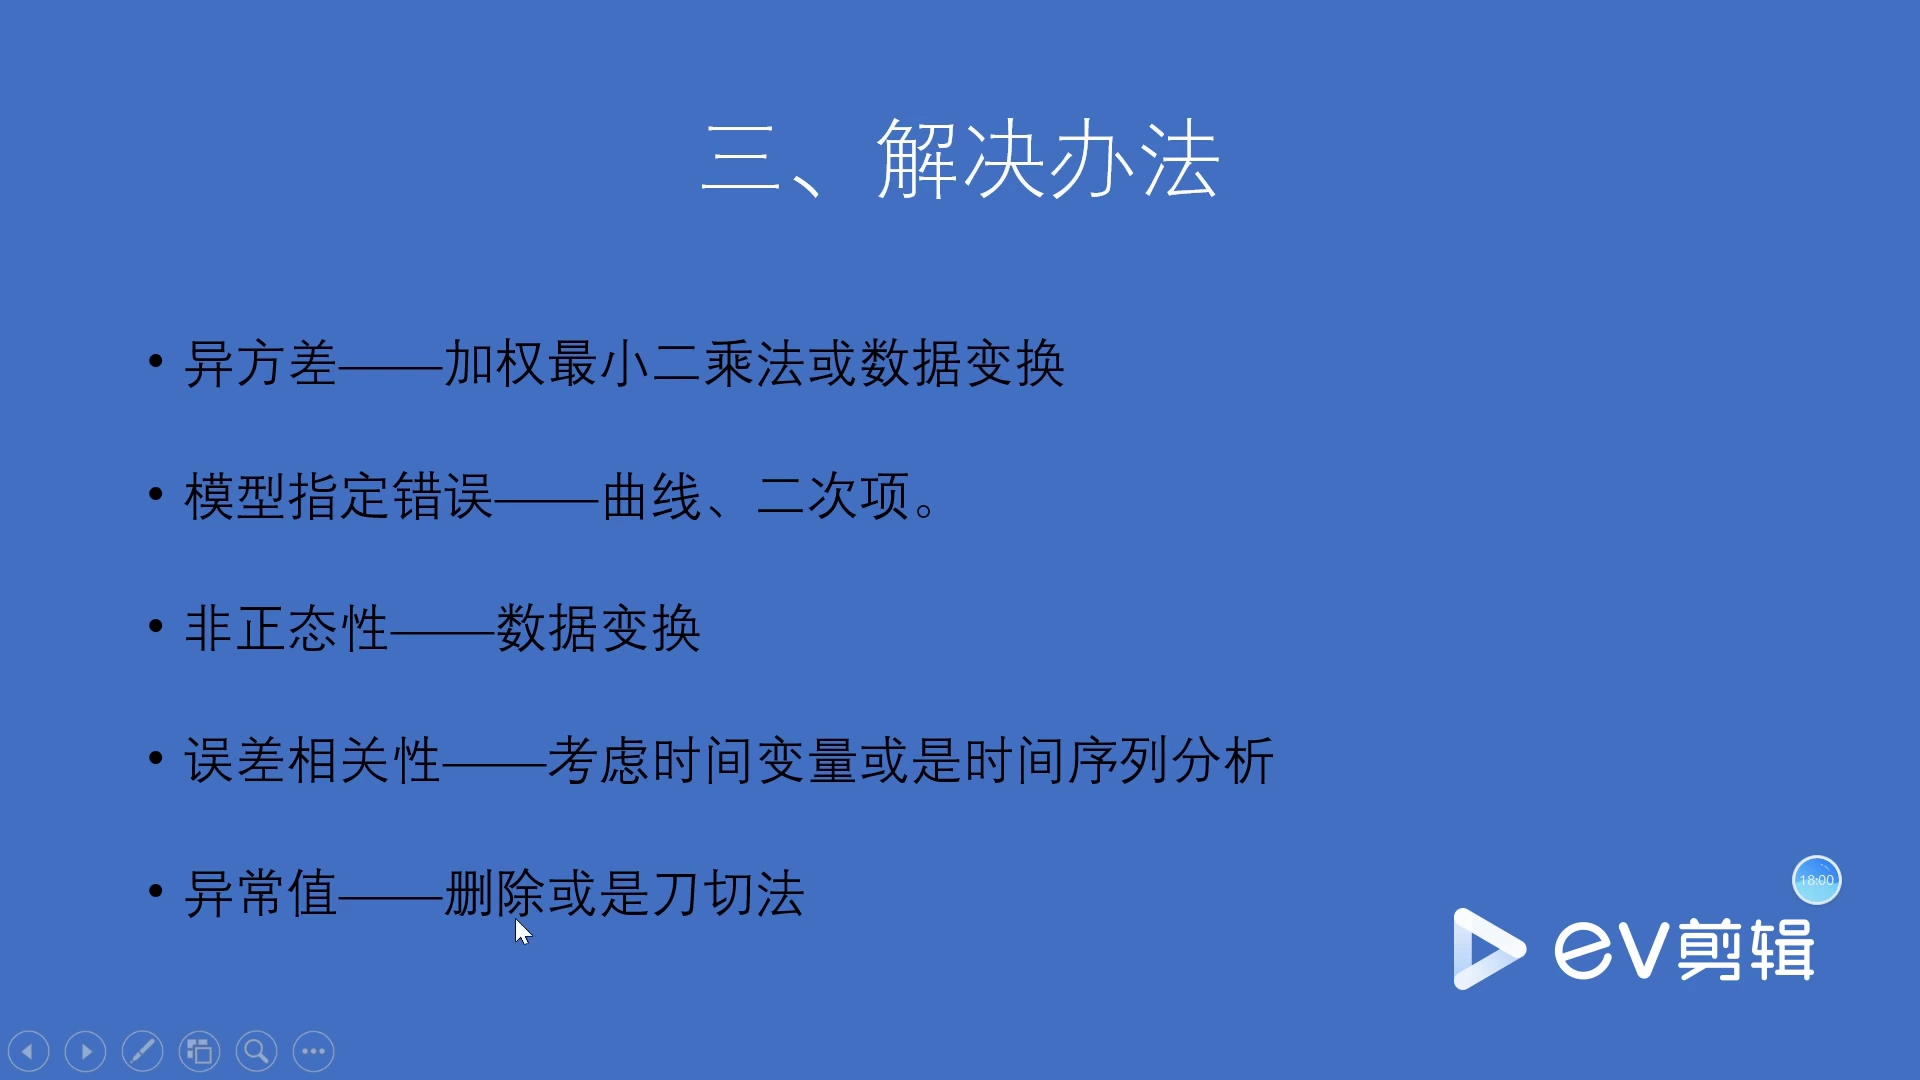 三、解决办法
• 异方差——加权最小二乘法或数据变换
• 模型指定错误——曲线、二次项。
• 非正态性——数据变换
• 误差相关性——考虑时间变量或是时间序列分析
• 异常值——删除或是刀切法
18:00
ev剪辑